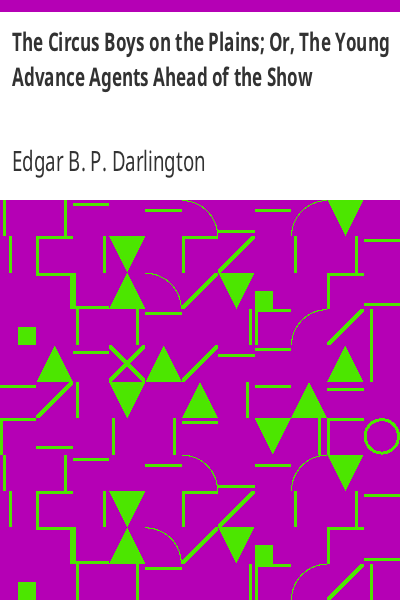 The Circus Boys on the Plains; Or, The Young
Advance Agents Ahead of the Show
Edgar B. P. Darlington